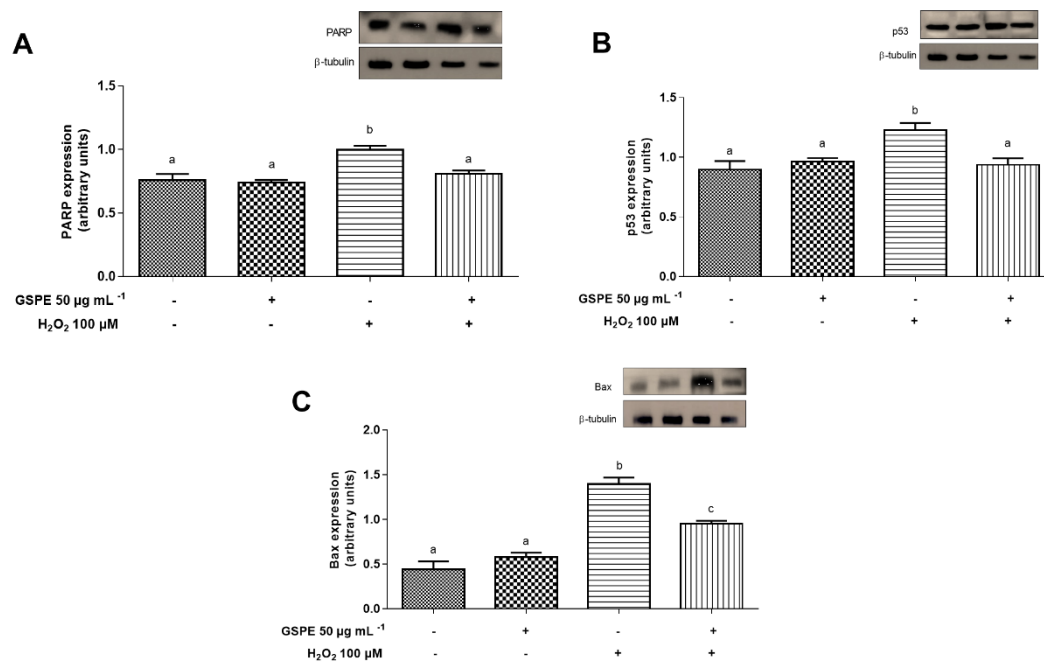 A
PARP
β-tubulin
1.5
1.0
0.5
0.0
PARP expression
(arbitrary units)
a
a
b
a
GSPE 50 µg mL -1
- + - +
H2O2 100 µM
- - + +
B
p53
β-tubulin
1.5
1.0
0.5
0.0
p53 expression
(arbitrary units)
a
a
b
a
GSPE 50 µg mL -1
- + - +
H2O2 100 µM
- - + +
C
Bax
β-tubulin
2.0
1.5
1.0
0.5
0.0
Bax expression
(arbitrary units)
a
a
b
c
GSPE 50 µg mL -1
- + - +
H2O2 100 µM
- - + +